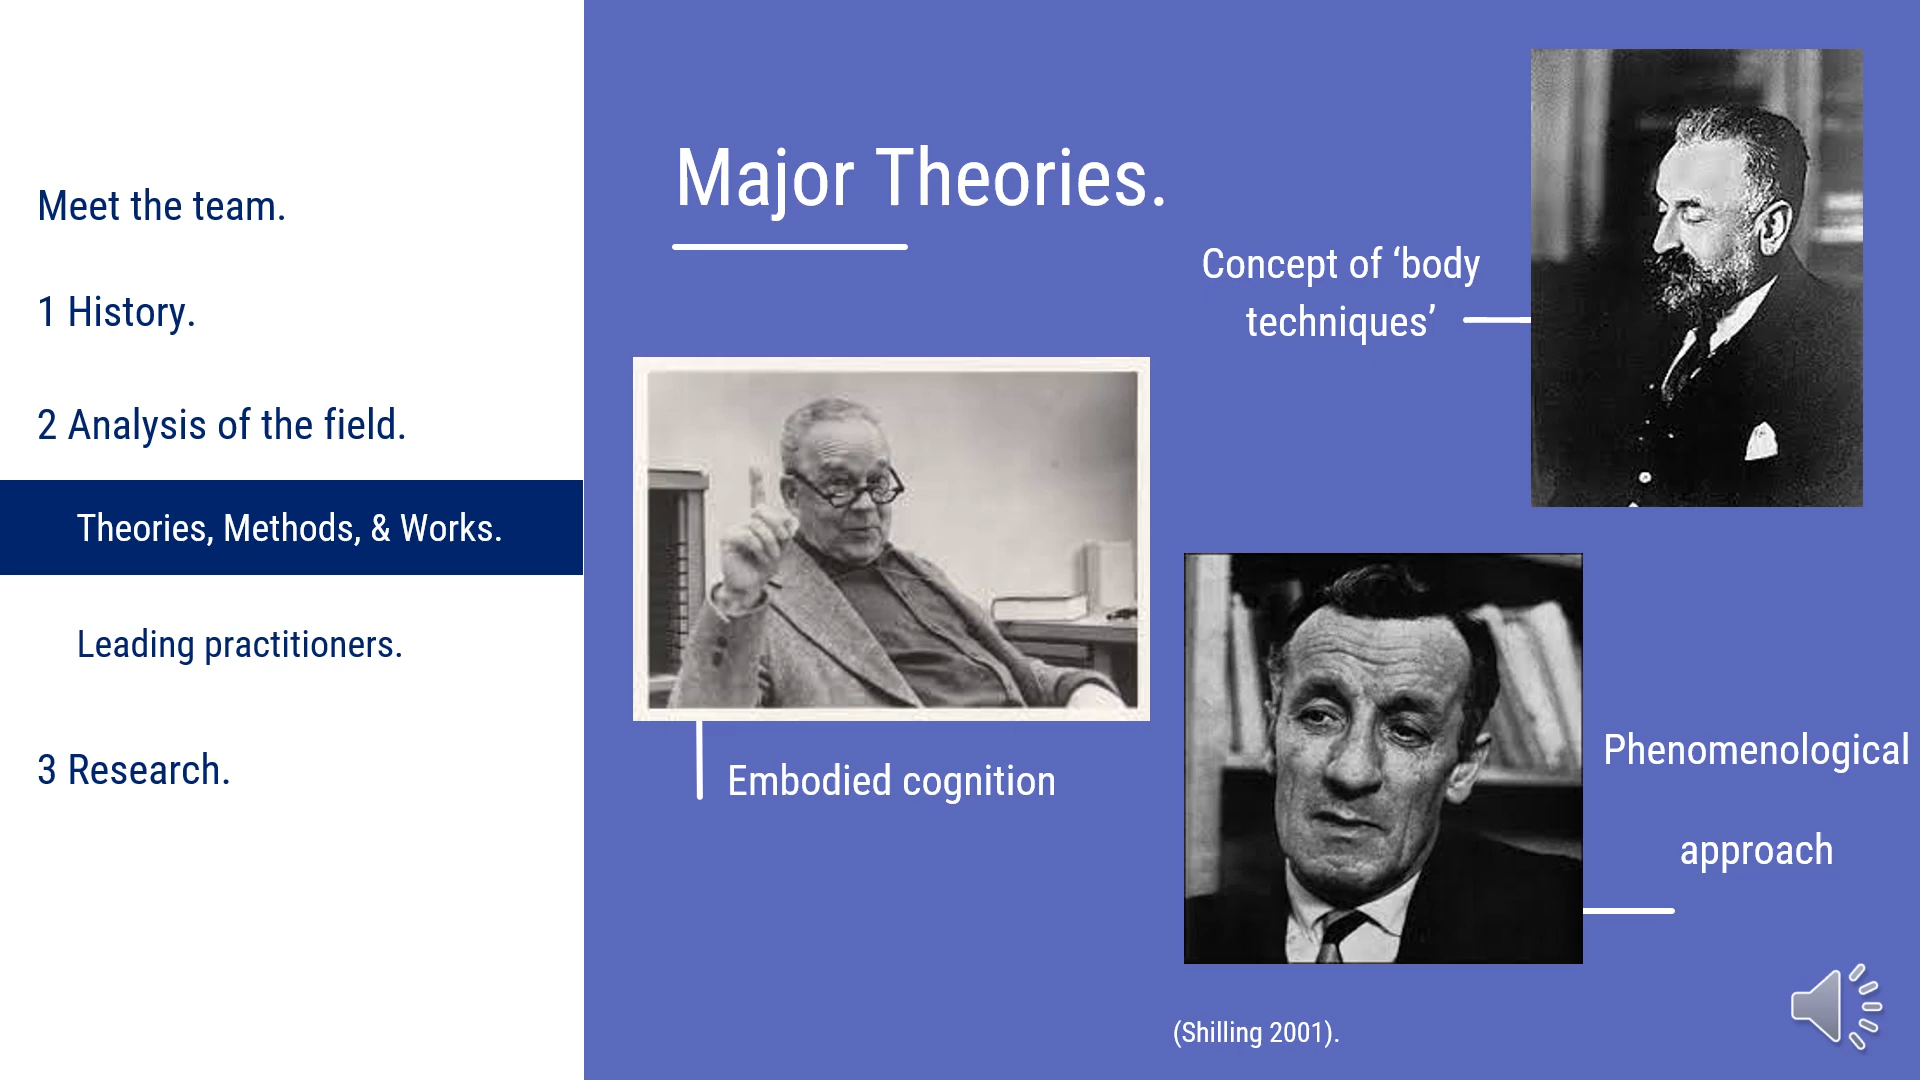 Meet the team.
1 History.
2 Analysis of the field.
Theories, Methods, & Works.
Leading practitioners.
3 Research.
Major Theories.
Concept of ‘body
techniques’
Embodied cognition
Phenomenological
approach
(Shilling 2001).